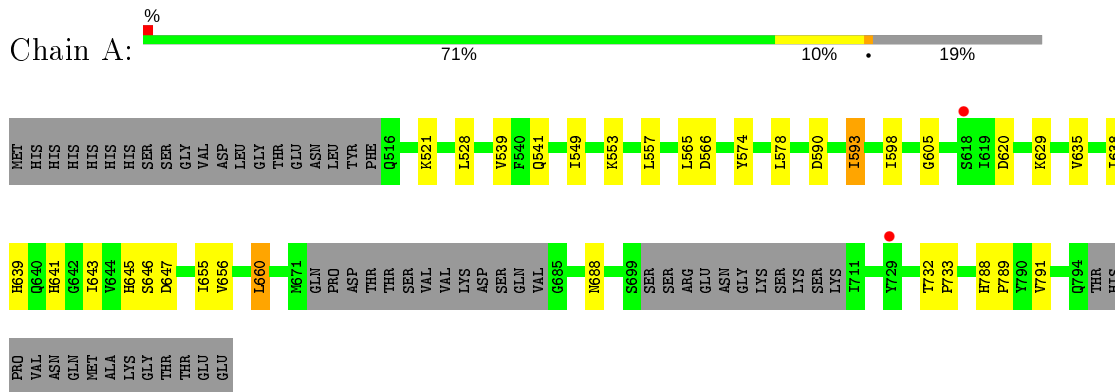 %
Chain A:
71% 10% • 19%
MET HIS HIS HIS HIS HIS HIS SER SER GLY VAL ASP LEU GLY THR GLU ASN LEU TYR PHE Q516 K521 L528 V539 F540 Q541 I549 K553 L557 L565 D566 Y574 L578 D590 I593 I598 G605 S618 I619 D620 K629 V635 I638
H639 Q640 H641 G642 I643 V644 H645 S646 D647 I655 V656 L660 M671 GLN PRO ASP THR THR SER VAL VAL LYS ASP SER GLN VAL G685 N688 S699 SER SER ARG GLU ASN GLY LYS SER LYS SER LYS I711 Y729 T732 P733 H788 P789 Y790 V791 Q794 THR HIS
PRO VAL ASN GLN MET ALA LYS GLY THR THR GLU GLU